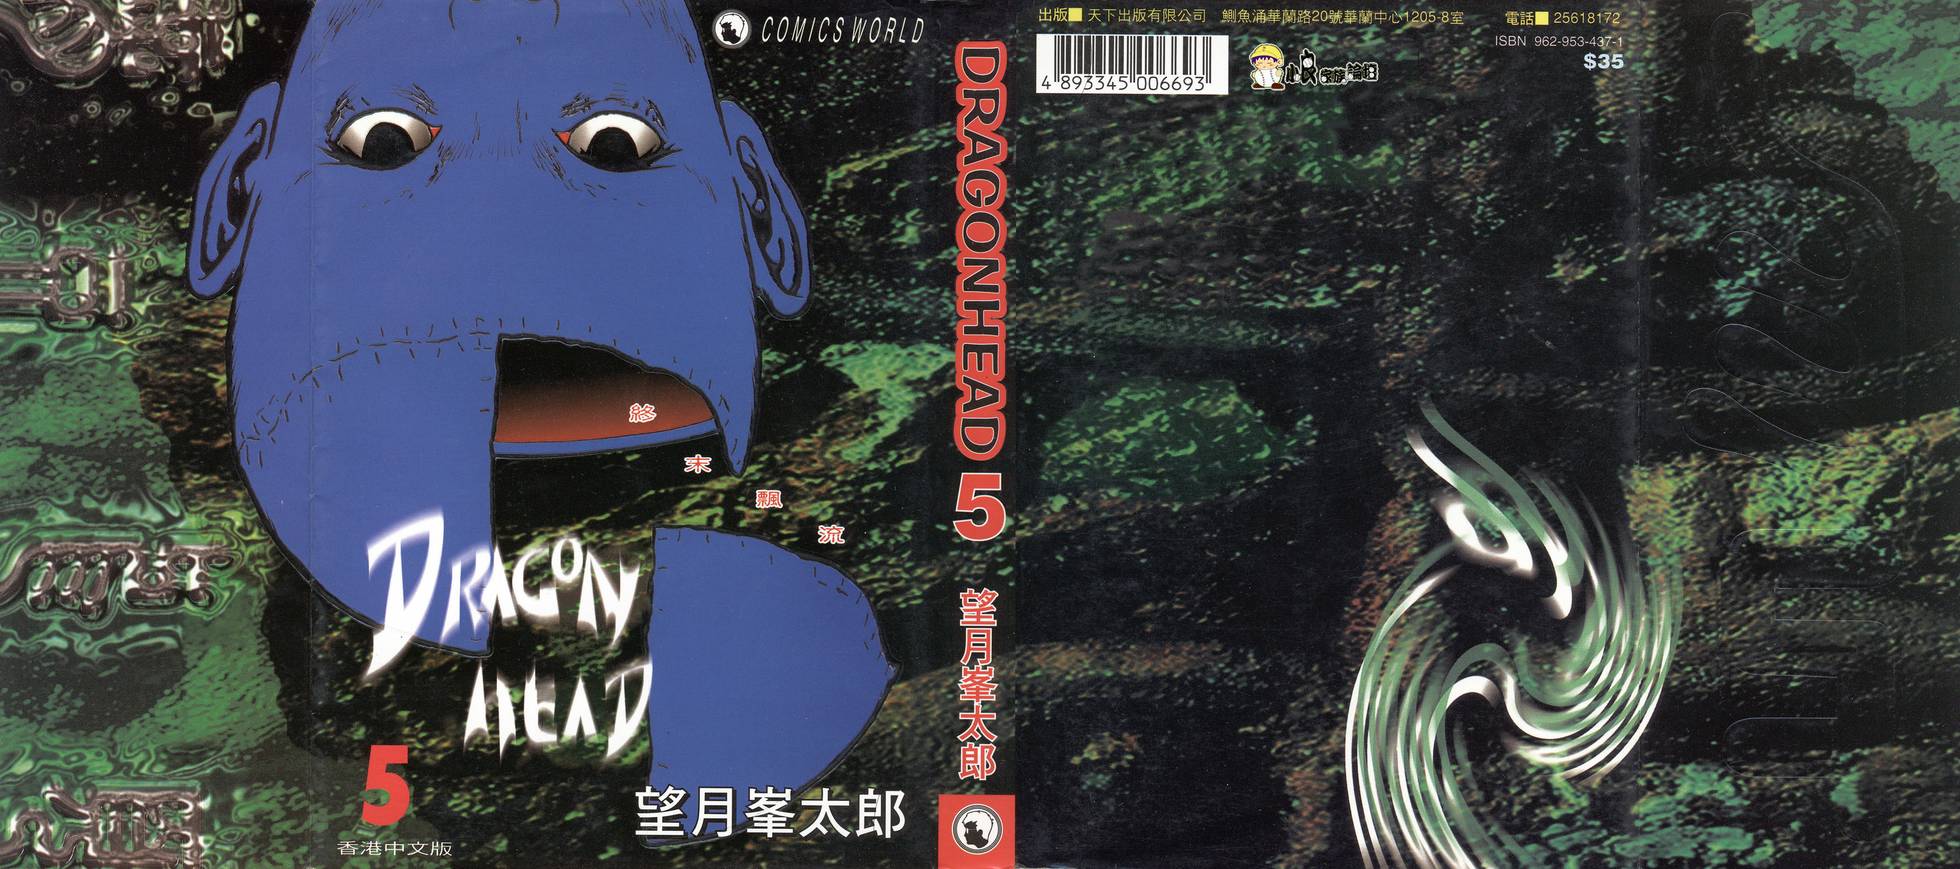 COMICS WORLD
終
末
飄
流
DRAGON
HEAD
5
香港中文版
望月峯太郎
DRAGONHEAD
5
望月峯太郎
出版■ 天下出版有限公司 鰂魚涌華蘭路20號華蘭中心1205-8室 電話■ 25618172
ISBN 962-953-437-1
$35
4 893345 006693